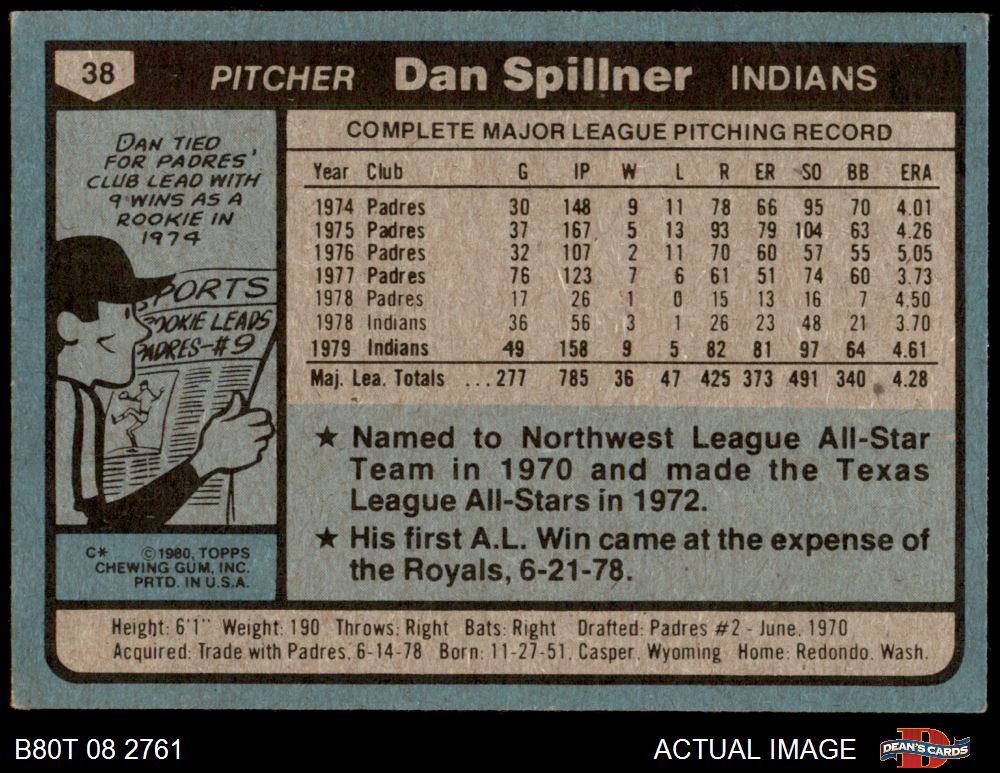 38 PITCHER Dan Spillner INDIANS
DAN TIED
FOR PADRES'
CLUB LEAD WITH
9 WINS AS A
ROOKIE IN
1974
SPORTS
ROOKIE LEADS
PADRES-#9
C* ©1980, TOPPS
CHEWING GUM, INC.
PRTD. IN U.S.A.
COMPLETE MAJOR LEAGUE PITCHING RECORD
Year Club G IP W L R ER SO BB ERA
1974 Padres 30 148 9 11 78 66 95 70 4.01
1975 Padres 37 167 5 13 93 79 104 63 4.26
1976 Padres 32 107 2 11 70 60 57 55 5.05
1977 Padres 76 123 7 6 61 51 74 60 3.73
1978 Padres 17 26 1 0 15 13 16 7 4.50
1978 Indians 36 56 3 1 26 23 48 21 3.70
1979 Indians 49 158 9 5 82 81 97 64 4.61
Maj. Lea. Totals ...277 785 36 47 425 373 491 340 4.28
★ Named to Northwest League All-Star
Team in 1970 and made the Texas
League All-Stars in 1972.
★ His first A.L. Win came at the expense of
the Royals, 6-21-78.
Height: 6'1" Weight: 190 Throws: Right Bats: Right Drafted: Padres #2 - June, 1970
Acquired: Trade with Padres, 6-14-78 Born: 11-27-51, Casper, Wyoming Home: Redondo, Wash.
B80T 08 2761 ACTUAL IMAGE DEAN'S CARDS